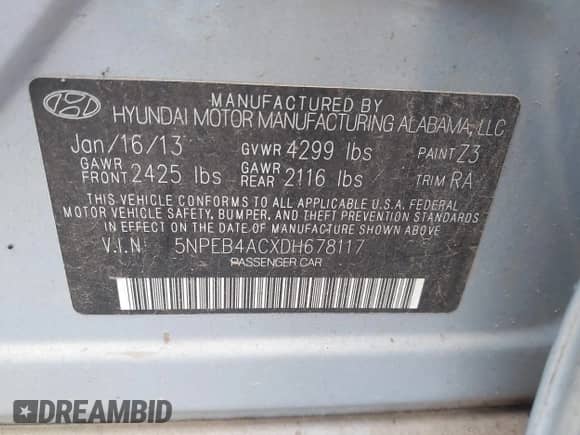 MANUFACTURED BY
HYUNDAI MOTOR MANUFACTURING ALABAMA, LLC
Jan/16/13 GVWR 4299 lbs PAINT Z3
GAWR FRONT 2425 lbs GAWR REAR 2116 lbs TRIM RA
THIS VEHICLE CONFORMS TO ALL APPLICABLE U.S.A. FEDERAL
MOTOR VEHICLE SAFETY, BUMPER, AND THEFT PREVENTION STANDARDS
IN EFFECT ON THE DATE OF MANUFACTURE SHOWN ABOVE.
V.I.N 5NPEB4ACXDH678117
PASSENGER CAR
DREAMBID